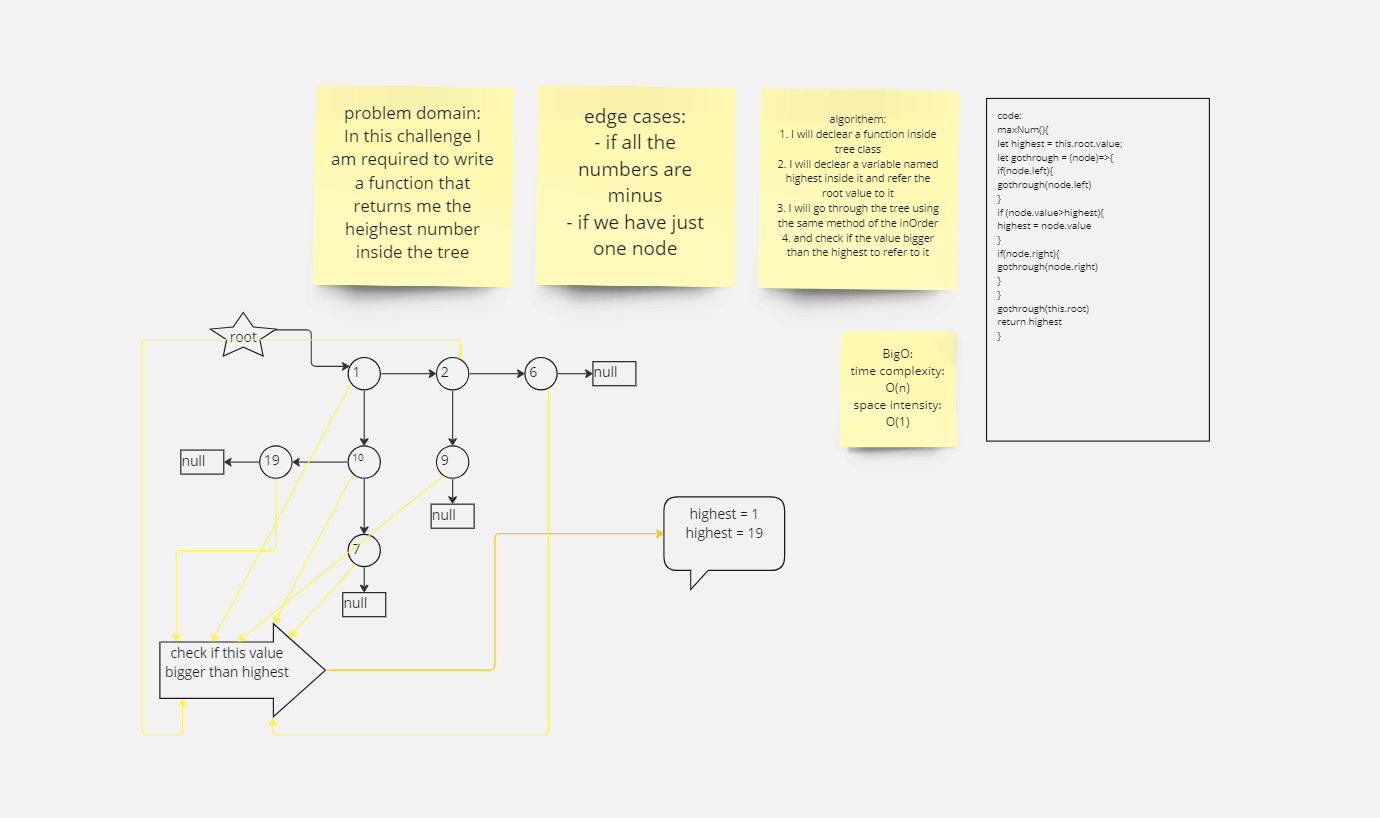 problem domain:
In this challenge I
am required to write
a function that
returns me the
heighest number
inside the tree
edge cases:
- if all the
numbers are
minus
- if we have just
one node
algorithem:
1. I will declear a function inside
tree class
2. I will declear a variable named
highest inside it and refer the
root value to it
3. I will go through the tree using
the same method of the inOrder
4. and check if the value bigger
than the highest to refer to it
code:
maxNum(){
let highest = this.root.value;
let gothrough = (node)=>{
if(node.left){
gothrough(node.left)
}
if (node.value>highest){
highest = node.value
}
if(node.right){
gothrough(node.right)
}
}
gothrough(this.root)
return highest
}
BigO:
time complexity:
O(n)
space intensity:
O(1)
root
1
2
6
null
null
19
10
9
null
7
null
highest = 1
highest = 19
check if this value
bigger than highest